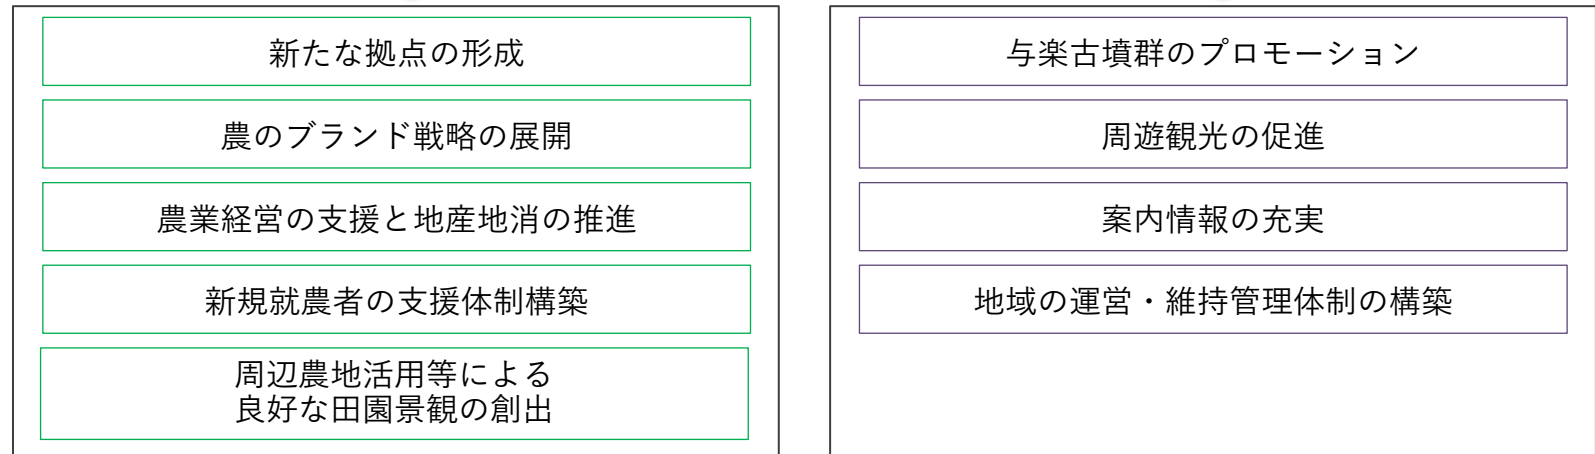 新たな拠点の形成
農のブランド戦略の展開
農業経営の支援と地産地消の推進
新規就農者の支援体制構築
周辺農地活用等による
良好な田園景観の創出
与楽古墳群のプロモーション
周遊観光の促進
案内情報の充実
地域の運営・維持管理体制の構築